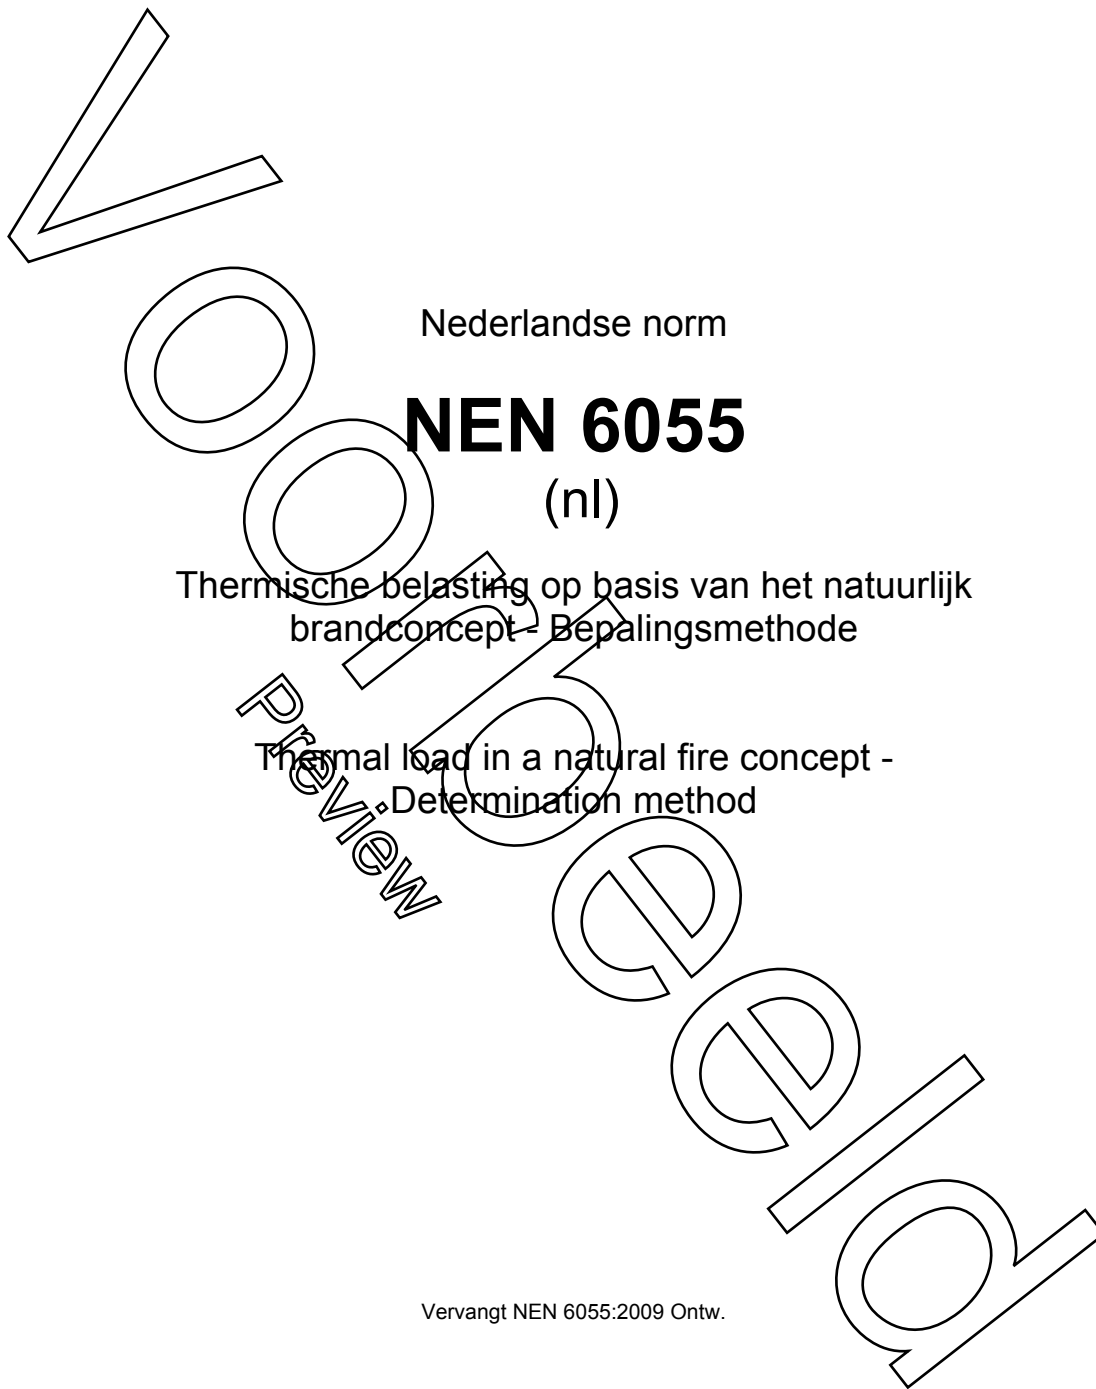 Nederlandse norm
NEN 6055
(nl)
Thermische belasting op basis van het natuurlijk
brandconcept - Bepalingsmethode
Thermal load in a natural fire concept -
Determination method
Vervangt NEN 6055:2009 Ontw.
Voorbeeld
Preview